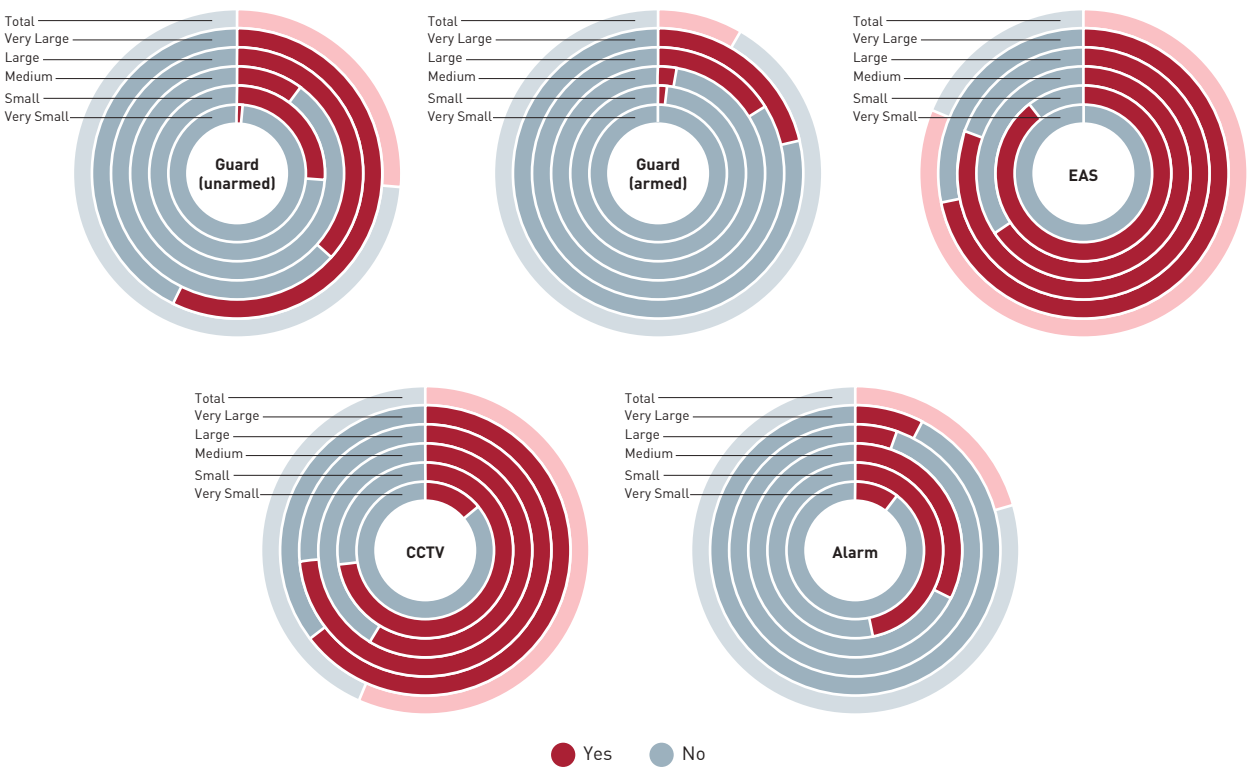 Total
Very Large
Large
Medium
Small
Very Small
Guard
(unarmed)
Total
Very Large
Large
Medium
Small
Very Small
Guard
(armed)
Total
Very Large
Large
Medium
Small
Very Small
EAS
Total
Very Large
Large
Medium
Small
Very Small
CCTV
Total
Very Large
Large
Medium
Small
Very Small
Alarm
Yes
No